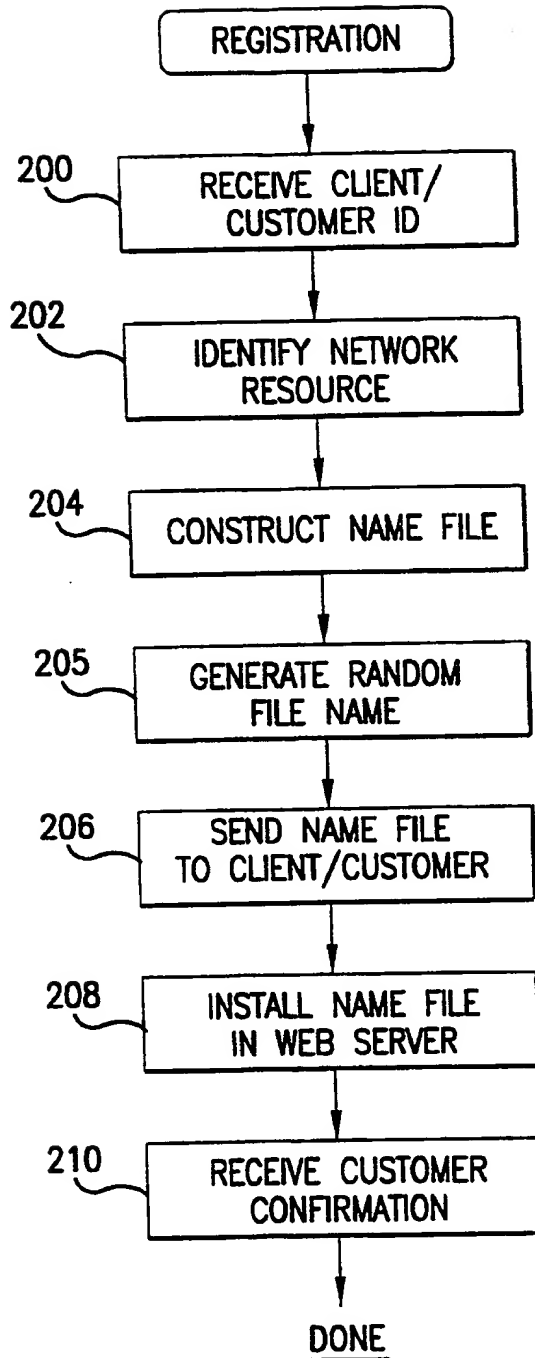 REGISTRATION
200
RECEIVE CLIENT/
CUSTOMER ID
202
IDENTIFY NETWORK
RESOURCE
204
CONSTRUCT NAME FILE
205
GENERATE RANDOM
FILE NAME
206
SEND NAME FILE
TO CLIENT/CUSTOMER
208
INSTALL NAME FILE
IN WEB SERVER
210
RECEIVE CUSTOMER
CONFIRMATION
DONE